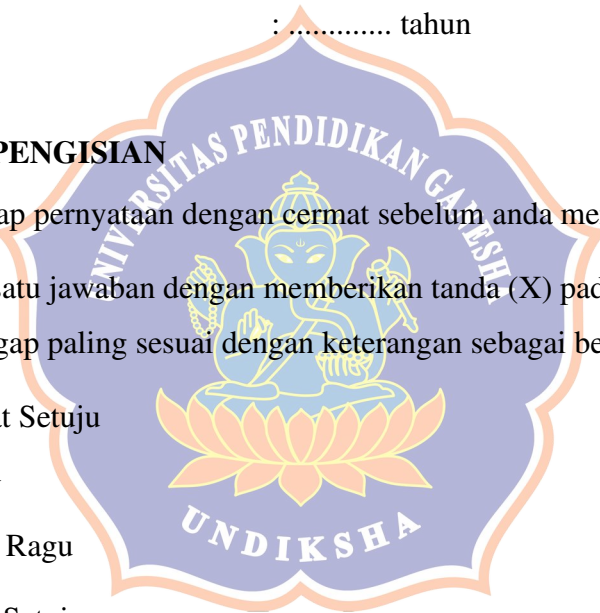 : ............. tahun
PENGISIAN
UNIVERSITAS PENDIDIKAN GANESHA
ap pernyataan dengan cermat sebelum anda me
satu jawaban dengan memberikan tanda (X) pad
gap paling sesuai dengan keterangan sebagai be
t Setuju
Ragu
UNDIKSHA